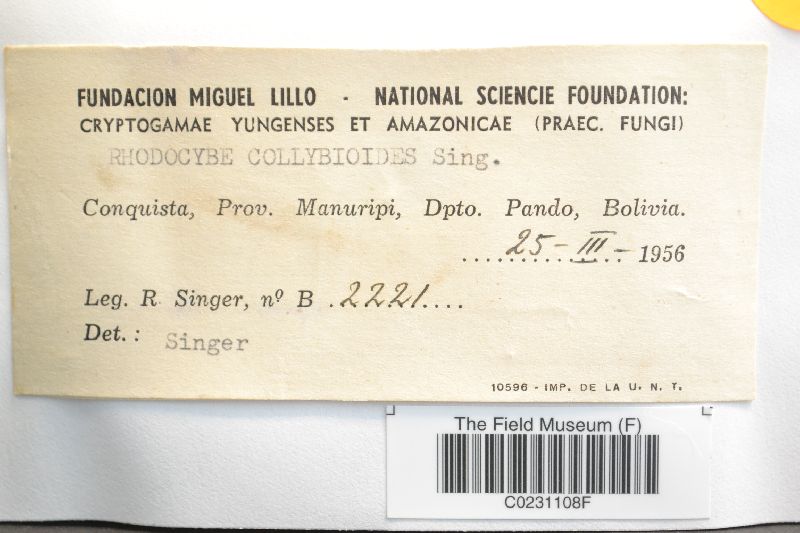 FUNDACION MIGUEL LILLO - NATIONAL SCIENCIE FOUNDATION:
CRYPTOGAMAE YUNGENSES ET AMAZONICAE (PRAEC. FUNGI)
RHODOCYBE COLLYBIOIDES Sing.
Conquista, Prov. Manuripi, Dpto. Pando, Bolivia.
25-III-1956
Leg. R Singer, nº B 2221....
Det.: Singer
10596 - IMP. DE LA U. N. T.
The Field Museum (F)
C0231108F